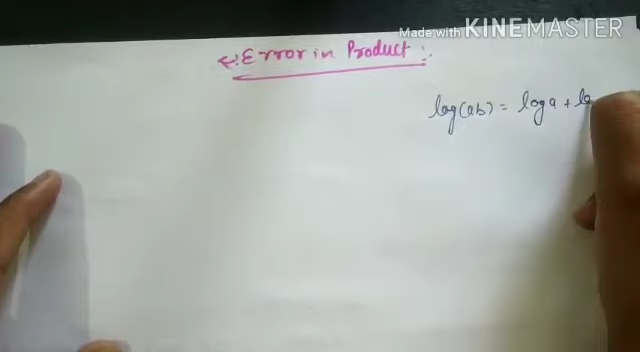 Made with KINEMASTER
Error in Product
log(ab) = log a + lo